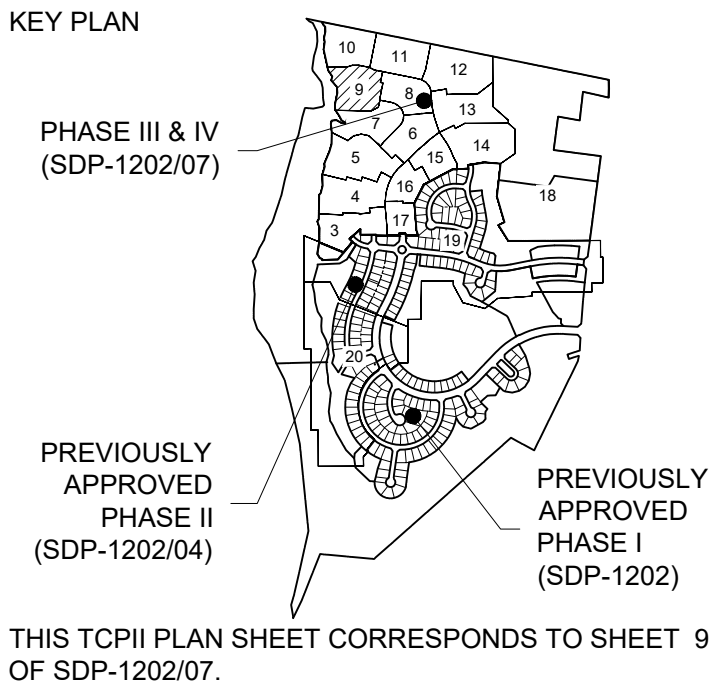 KEY PLAN
10
11
12
9
8
13
7
6
14
5
15
16
4
18
17
3
19
20
PHASE III & IV
(SDP-1202/07)
PREVIOUSLY
APPROVED
PHASE II
(SDP-1202/04)
PREVIOUSLY
APPROVED
PHASE I
(SDP-1202)
THIS TCPII PLAN SHEET CORRESPONDS TO SHEET 9
OF SDP-1202/07.